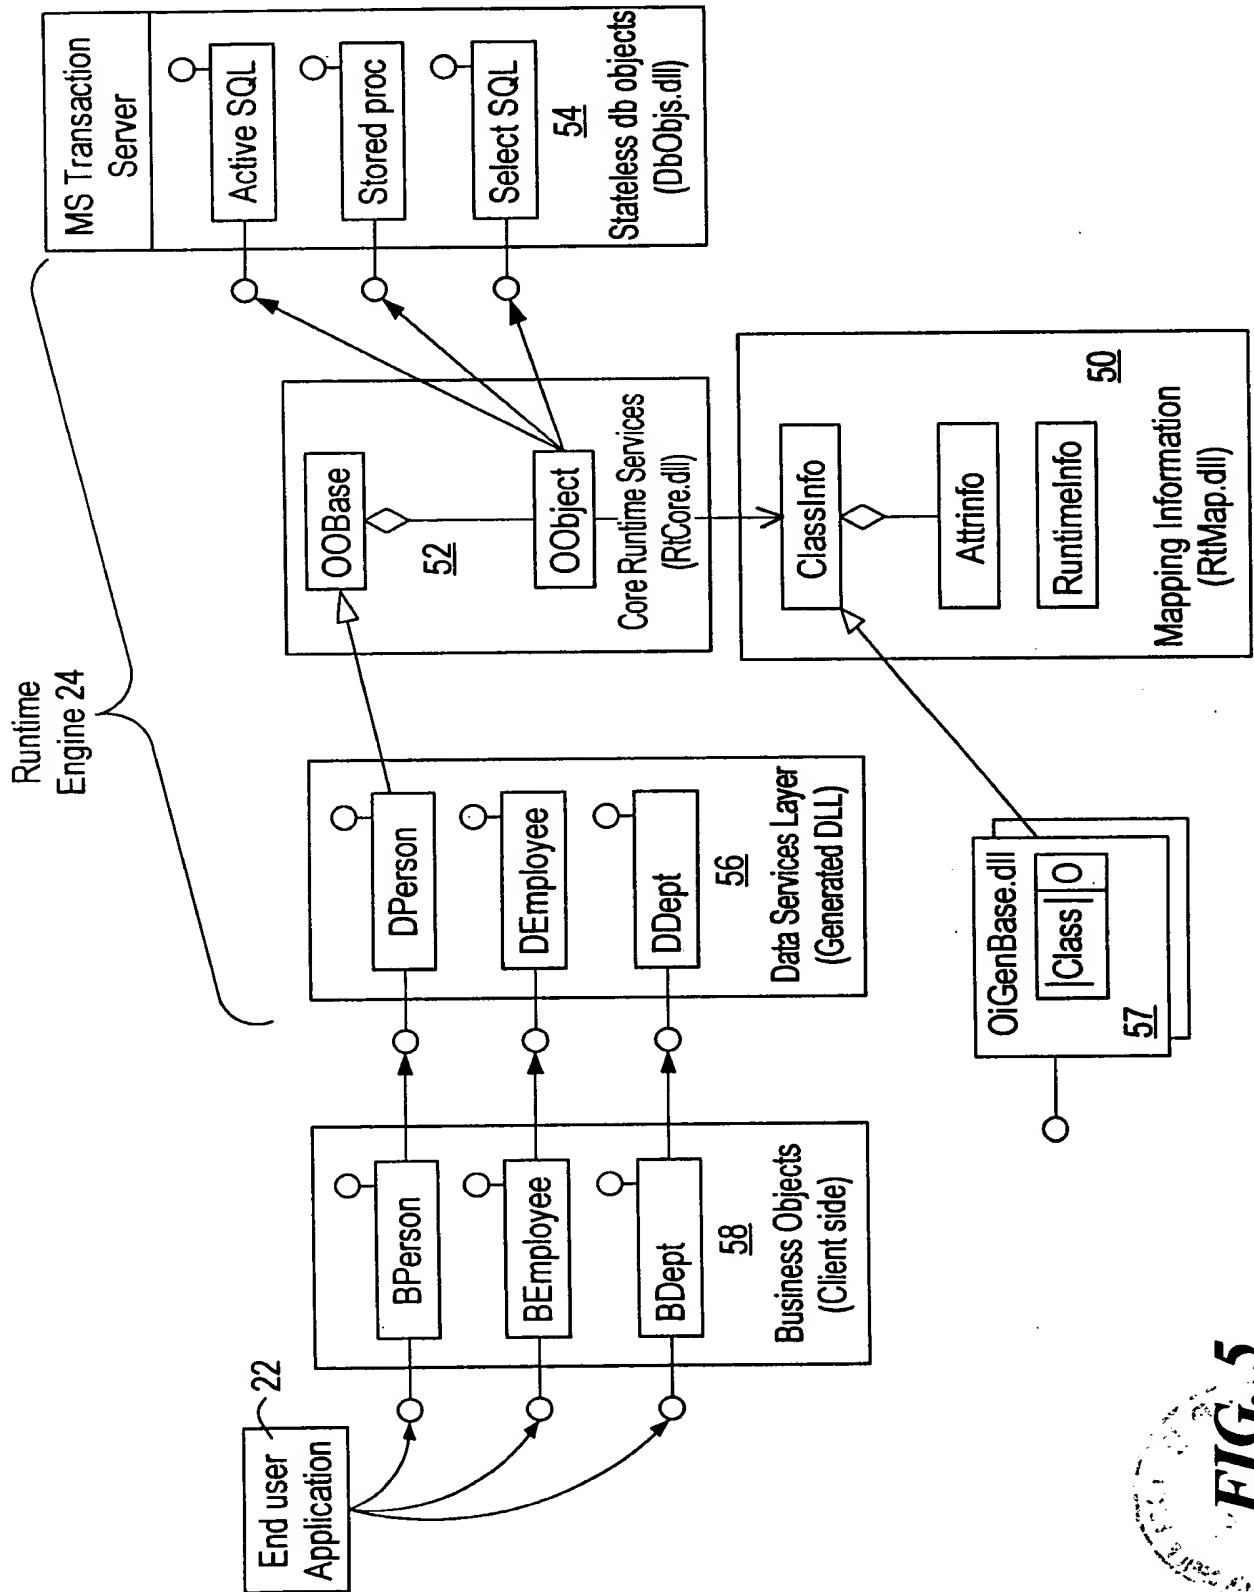 Runtime
Engine 24
End user
Application
22
BPerson
BEmployee
BDept
58
Business Objects
(Client side)
DPerson
DEmployee
DDept
56
Data Services Layer
(Generated DLL)
OOBase
52
OObject
Core Runtime Services
(RtCore.dll)
MS Transaction
Server
Active SQL
Stored proc
Select SQL
54
Stateless db objects
(DbObjs.dll)
OiGenBase.dll
|Class| O
57
ClassInfo
Attrinfo
RuntimeInfo
50
Mapping Information
(RtMap.dll)
FIG. 5